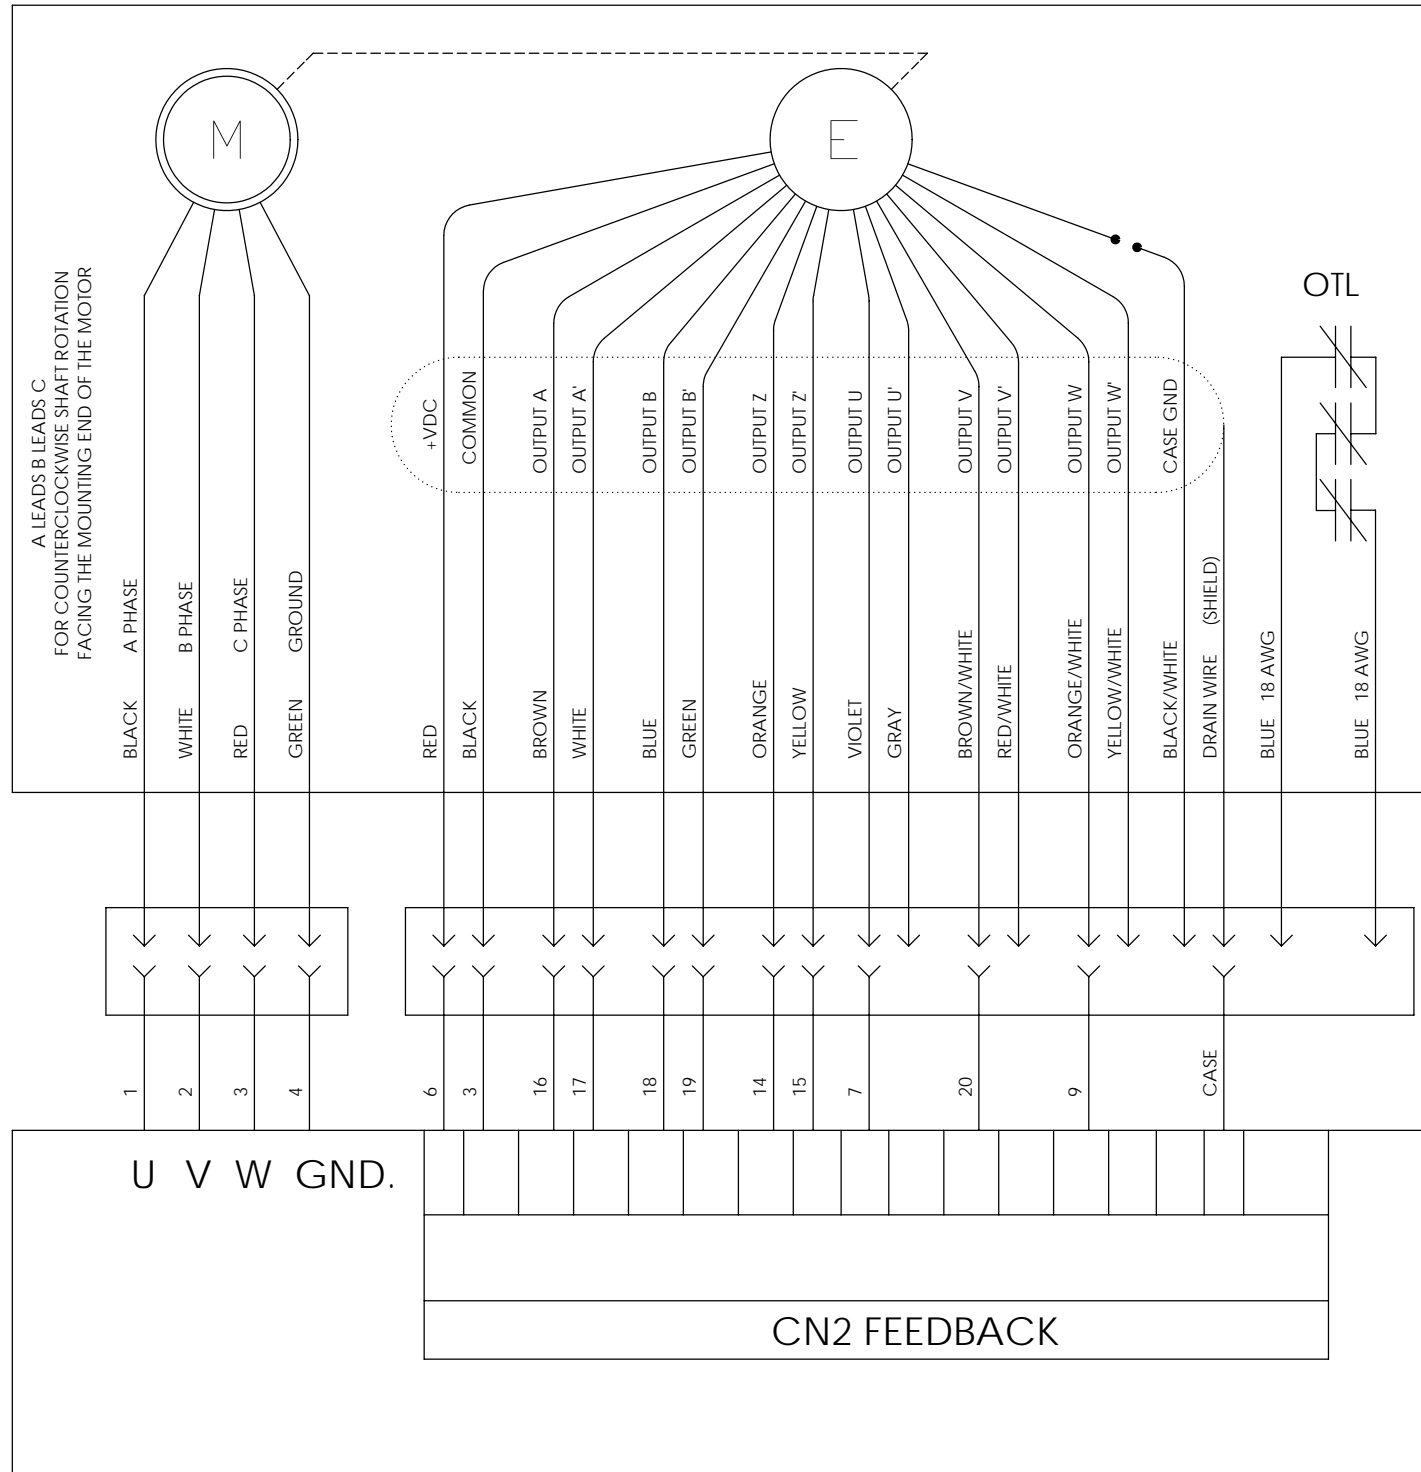 M
E
OTL
A LEADS B LEADS C
FOR COUNTERCLOCKWISE SHAFT ROTATION
FACING THE MOUNTING END OF THE MOTOR
BLACK A PHASE
WHITE B PHASE
RED C PHASE
GREEN GROUND
RED +VDC
BLACK COMMON
BROWN OUTPUT A
WHITE OUTPUT A'
BLUE OUTPUT B
GREEN OUTPUT B'
ORANGE OUTPUT Z
YELLOW OUTPUT Z'
VIOLET OUTPUT U
GRAY OUTPUT U'
BROWN/WHITE OUTPUT V
RED/WHITE OUTPUT V'
ORANGE/WHITE OUTPUT W
YELLOW/WHITE OUTPUT W'
BLACK/WHITE CASE GND
DRAIN WIRE (SHIELD)
BLUE 18 AWG
BLUE 18 AWG
1
2
3
4
6
3
16
17
18
19
14
15
7
20
9
CASE
U V W GND.
CN2 FEEDBACK